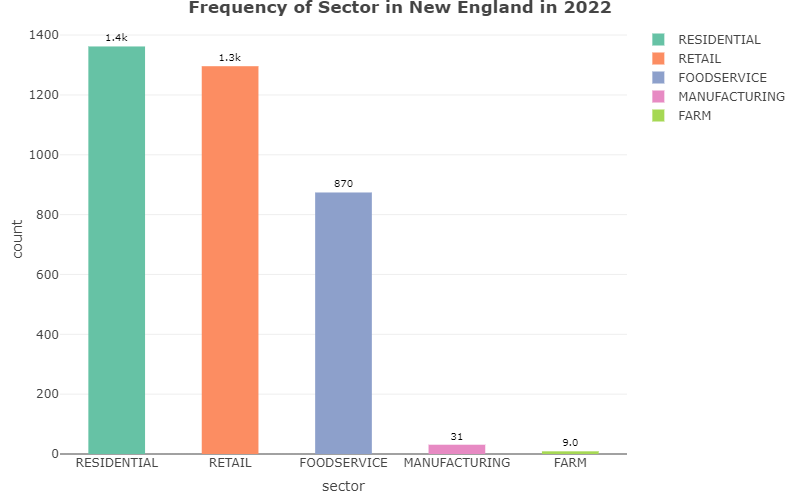 Frequency of Sector in New England in 2022
1400
1200
1000
800
600
400
200
0
count
1.4k
1.3k
870
31
9.0
RESIDENTIAL
RETAIL
FOODSERVICE
MANUFACTURING
FARM
sector
RESIDENTIAL
RETAIL
FOODSERVICE
MANUFACTURING
FARM